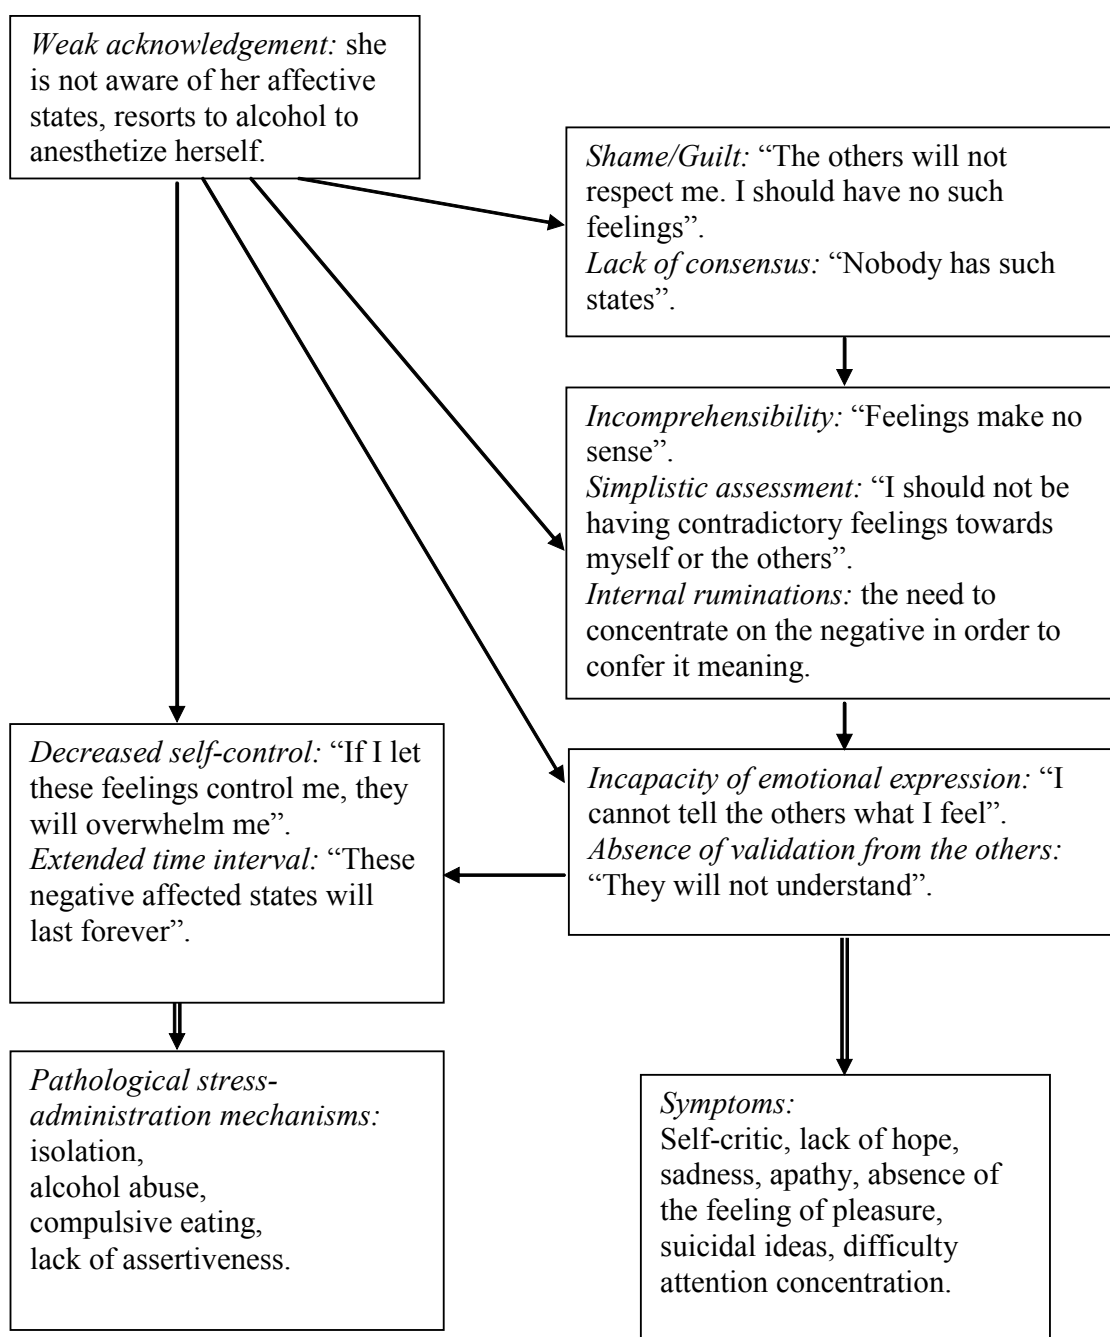 Weak acknowledgement: she
is not aware of her affective
states, resorts to alcohol to
anesthetize herself.
Shame/Guilt: “The others will not
respect me. I should have no such
feelings”.
Lack of consensus: “Nobody has such
states”.
Incomprehensibility: “Feelings make no
sense”.
Simplistic assessment: “I should not be
having contradictory feelings towards
myself or the others”.
Internal ruminations: the need to
concentrate on the negative in order to
confer it meaning.
Decreased self-control: “If I let
these feelings control me, they
will overwhelm me”.
Extended time interval: “These
negative affected states will
last forever”.
Incapacity of emotional expression: “I
cannot tell the others what I feel”.
Absence of validation from the others:
“They will not understand”.
Pathological stress-
administration mechanisms:
isolation,
alcohol abuse,
compulsive eating,
lack of assertiveness.
Symptoms:
Self-critic, lack of hope,
sadness, apathy, absence of
the feeling of pleasure,
suicidal ideas, difficulty
attention concentration.